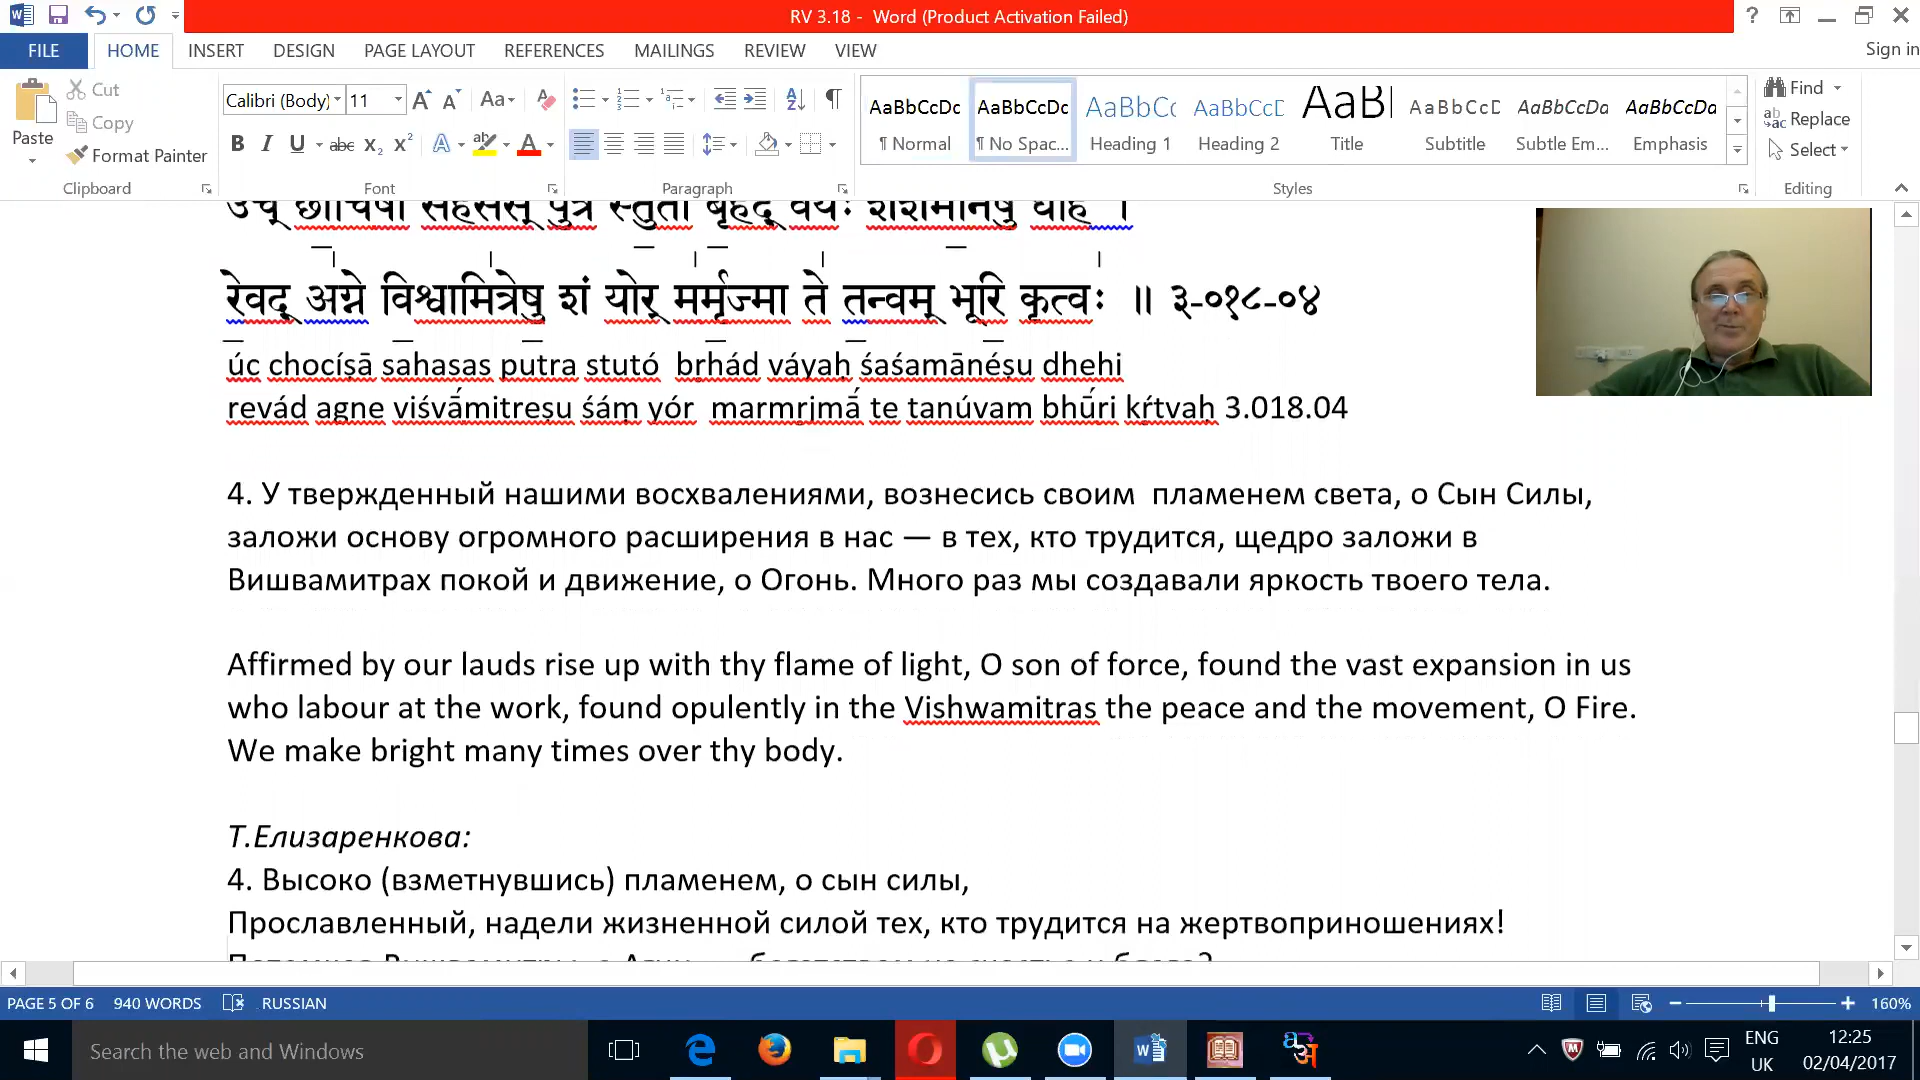 RV 3.18 - Word (Product Activation Failed)
FILE HOME INSERT DESIGN PAGE LAYOUT REFERENCES MAILINGS REVIEW VIEW Sign in
Paste Cut Copy Format Painter Clipboard
Calibri (Body) 11 Font
Paragraph
AaBbCcDc ¶ Normal
AaBbCcDc ¶ No Spac...
AaBbCc Heading 1
AaBbCcD Heading 2
AaBl Title
AaBbCcD Subtitle
AaBbCcDa Subtle Em...
AaBbCcDa Emphasis
Styles
Find Replace Select Editing
रेवद् अग्ने विश्वामित्रेषु शं योर् मर्मृज्मा ते तन्वम् भूरि कृत्वः ॥ ३-०१८-०४
úc chocíṣā sahasas putra stutó bṛhád váyaḥ śaśamānéṣu dhehi
revád agne viśvā́mitreṣu śáṃ yór marmṛjmā́ te tanúvam bhū́ri kŕ̥tvaḥ 3.018.04
4. У твержденный нашими восхвалениями, вознесись своим пламенем света, о Сын Силы,
заложи основу огромного расширения в нас — в тех, кто трудится, щедро заложи в
Вишвамитрах покой и движение, о Огонь. Много раз мы создавали яркость твоего тела.
Affirmed by our lauds rise up with thy flame of light, O son of force, found the vast expansion in us
who labour at the work, found opulently in the Vishwamitras the peace and the movement, O Fire.
We make bright many times over thy body.
Т.Елизаренкова:
4. Высоко (взметнувшись) пламенем, о сын силы,
Прославленный, надели жизненной силой тех, кто трудится на жертвоприношениях!
PAGE 5 OF 6 940 WORDS RUSSIAN 160%
Search the web and Windows
ENG 12:25
UK 02/04/2017